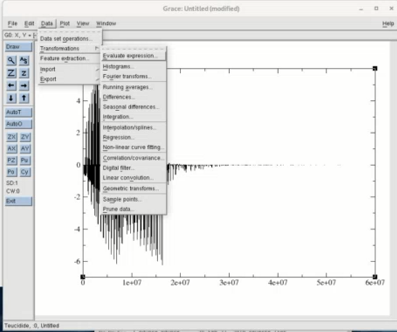 Grace: Untitled (modified)
File Edit Data Plot View Window Help
G0: X, Y =
Draw
Data set operations...
Transformations
Feature extraction...
Import
Export
Evaluate expression...
Histograms...
Fourier transforms...
Running averages...
Differences...
Seasonal differences...
Integration...
Interpolation/splines...
Regression...
Non-linear curve fitting...
Correlation/covariance...
Digital filter...
Linear convolution...
Geometric transforms...
Sample points...
Prune data...
Z z
AutoT
AutoO
ZX ZY
AX AY
PZ Pu
Po Cy
SD:1
CW:0
Exit
6
-2
-4
-6
0 1e+07 2e+07 3e+07 4e+07 5e+07 6e+07
Teucidide, 0, Untitled